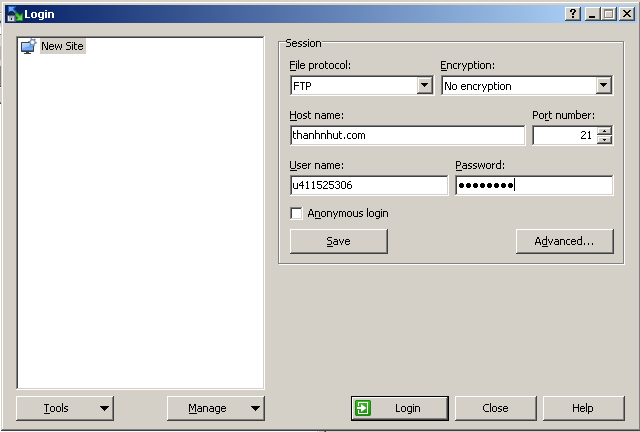 Login
New Site
Session
File protocol:
Encryption:
FTP
No encryption
Host name:
Port number:
thanhnhut.com
21
User name:
Password:
u411525306
●●●●●●●●
Anonymous login
Save
Advanced...
Tools
Manage
Login
Close
Help